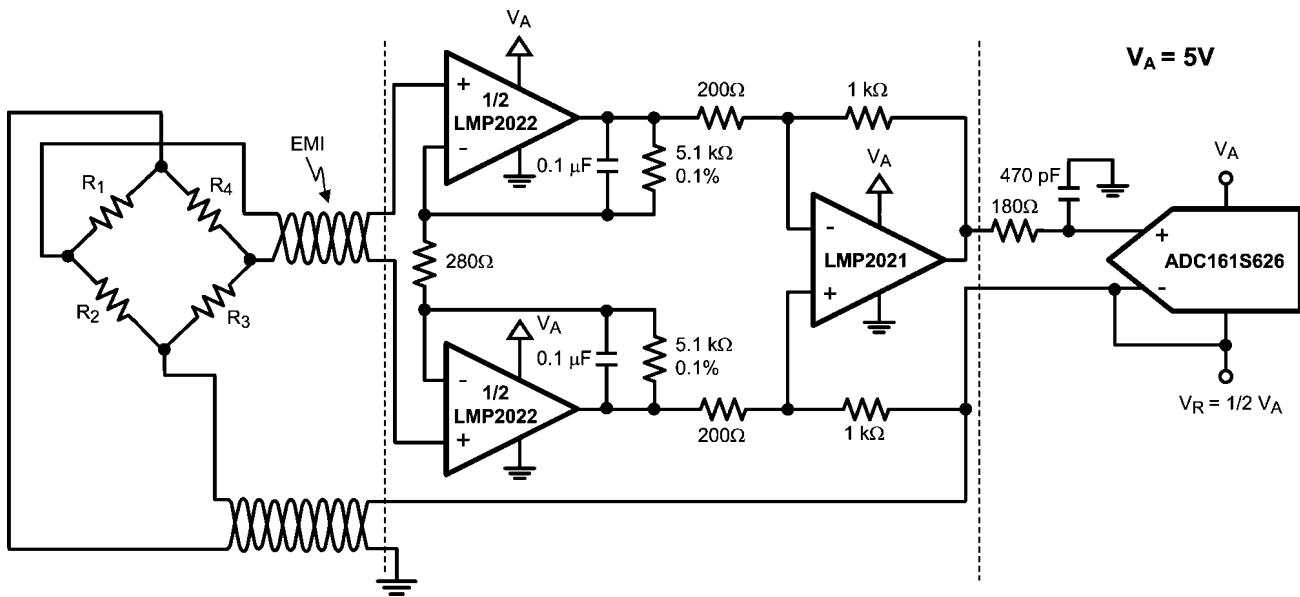 V_A = 5V
V_A
+
1/2
LMP2022
-
200Ω
1 kΩ
EMI
0.1 µF
5.1 kΩ
0.1%
V_A
470 pF
V_A
R_1
R_4
180Ω
-
LMP2021
+
+
ADC161S626
-
280Ω
R_2
R_3
V_A
0.1 µF
5.1 kΩ
0.1%
-
1/2
LMP2022
+
200Ω
1 kΩ
V_R = 1/2 V_A